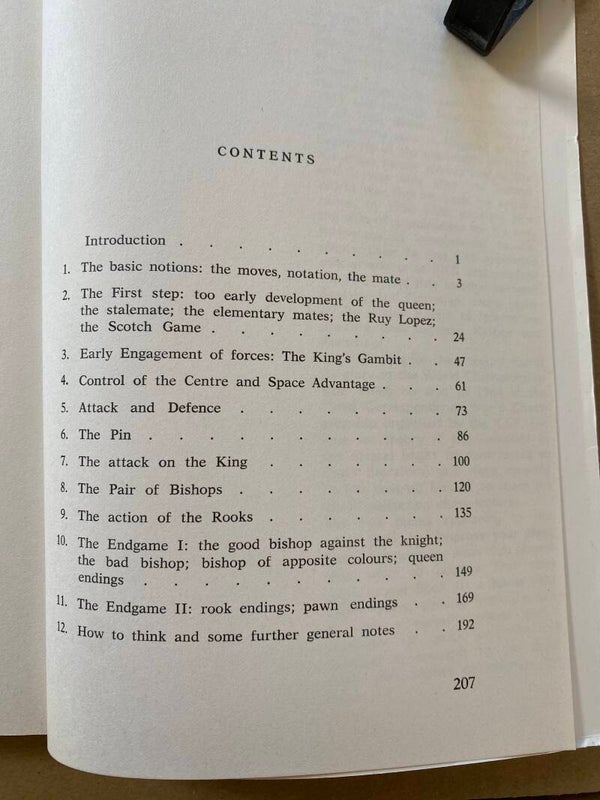 CONTENTS
Introduction . . . . . . . . . . 1
1. The basic notions: the moves, notation, the mate . . 3
2. The First step: too early development of the queen;
the stalemate; the elementary mates; the Ruy Lopez;
the Scotch Game . . . . . . . . . 24
3. Early Engagement of forces: The King's Gambit . . 47
4. Control of the Centre and Space Advantage . . . 61
5. Attack and Defence . . . . . . . . 73
6. The Pin . . . . . . . . . . . 86
7. The attack on the King . . . . . . . 100
8. The Pair of Bishops . . . . . . . . 120
9. The action of the Rooks . . . . . . . 135
10. The Endgame I: the good bishop against the knight;
the bad bishop; bishop of apposite colours; queen
endings . . . . . . . . . . 149
11. The Endgame II: rook endings; pawn endings . . 169
12. How to think and some further general notes . . 192
207